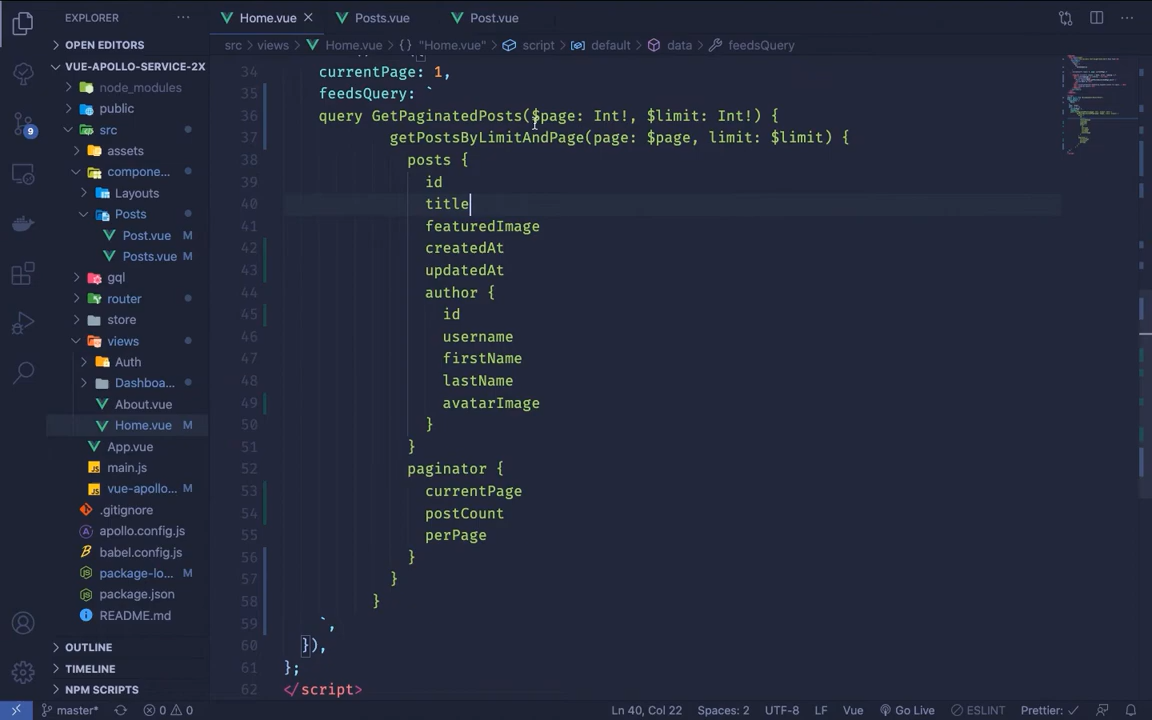 EXPLORER
Home.vue
Posts.vue
Post.vue
OPEN EDITORS
src > views > Home.vue > {} "Home.vue" > script > default > data > feedsQuery
VUE-APOLLO-SERVICE-2X
node_modules
public
src
assets
compone...
Layouts
Posts
Post.vue M
Posts.vue M
gql
router
store
views
Auth
Dashboa...
About.vue
Home.vue M
App.vue
main.js
vue-apollo... M
.gitignore
apollo.config.js
babel.config.js
package-lo... M
package.json
README.md
OUTLINE
TIMELINE
NPM SCRIPTS
9
34 currentPage: 1,
35 feedsQuery: `
36 query GetPaginatedPosts($page: Int!, $limit: Int!) {
37 getPostsByLimitAndPage(page: $page, limit: $limit) {
38 posts {
39 id
40 title
41 featuredImage
42 createdAt
43 updatedAt
44 author {
45 id
46 username
47 firstName
48 lastName
49 avatarImage
50 }
51 }
52 paginator {
53 currentPage
54 postCount
55 perPage
56 }
57 }
58 }
59 `,
60 }),
61 };
62 </script>
master* 0 0 Ln 40, Col 22 Spaces: 2 UTF-8 LF Vue Go Live ESLINT Prettier: ✓